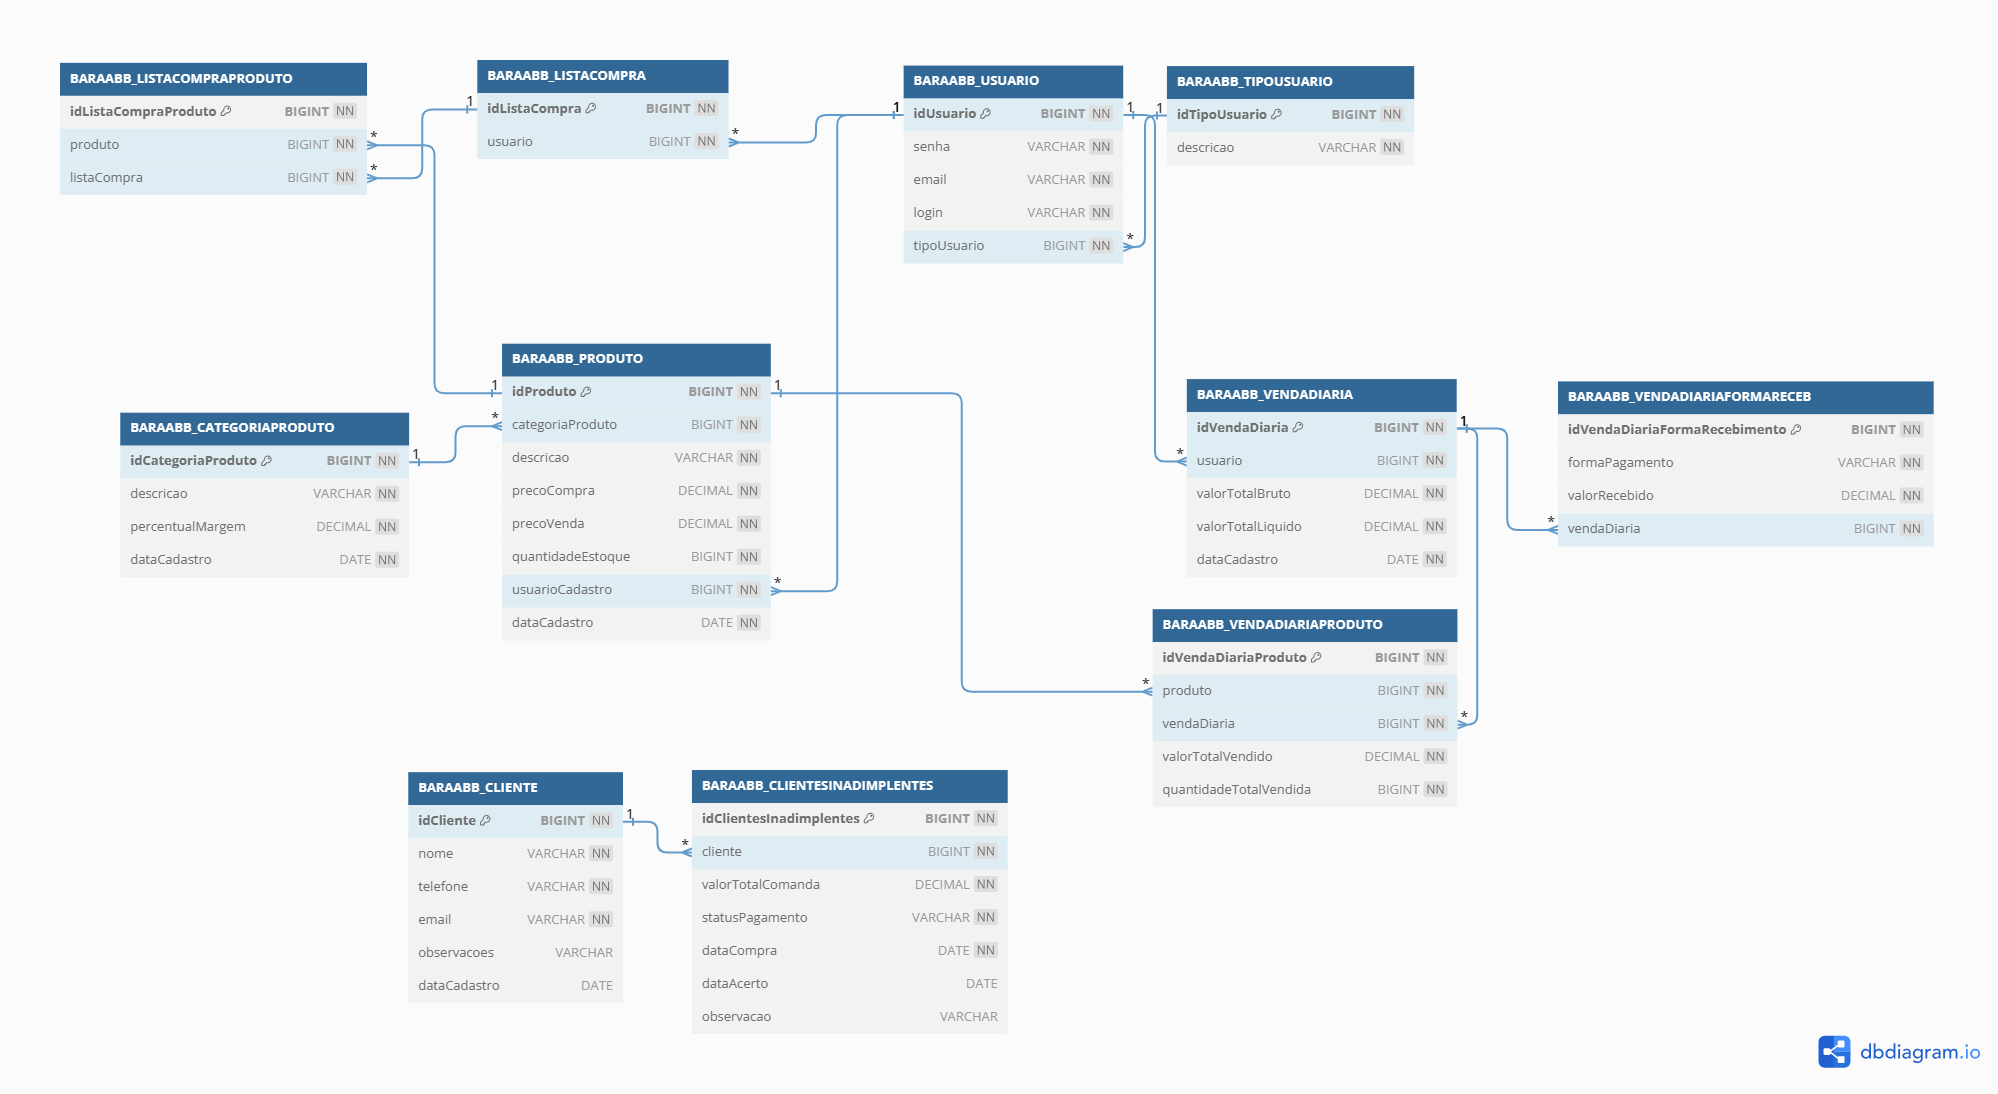 BARAABB_LISTACOMPRAPRODUTO
idListaCompraProduto BIGINT NN
produto BIGINT NN
listaCompra BIGINT NN
* 
*
BARAABB_LISTACOMPRA
1 idListaCompra BIGINT NN
usuario BIGINT NN *
BARAABB_USUARIO
1 idUsuario BIGINT NN 1
senha VARCHAR NN
email VARCHAR NN
login VARCHAR NN
tipoUsuario BIGINT NN *
BARAABB_TIPOUSUARIO
1 idTipoUsuario BIGINT NN
descricao VARCHAR NN
BARAABB_PRODUTO
1 idProduto BIGINT NN 1
* categoriaProduto BIGINT NN
descricao VARCHAR NN
precoCompra DECIMAL NN
precoVenda DECIMAL NN
quantidadeEstoque BIGINT NN
usuarioCadastro BIGINT NN *
dataCadastro DATE NN
BARAABB_CATEGORIAPRODUTO
idCategoriaProduto BIGINT NN 1
descricao VARCHAR NN
percentualMargem DECIMAL NN
dataCadastro DATE NN
BARAABB_VENDADIARIA
idVendaDiaria BIGINT NN 1
* usuario BIGINT NN
valorTotalBruto DECIMAL NN
valorTotalLiquido DECIMAL NN
dataCadastro DATE NN
BARAABB_VENDADIARIAFORMARECEB
idVendaDiariaFormaRecebimento BIGINT NN
formaPagamento VARCHAR NN
valorRecebido DECIMAL NN
* vendaDiaria BIGINT NN
BARAABB_VENDADIARIAPRODUTO
idVendaDiariaProduto BIGINT NN
* produto BIGINT NN
vendaDiaria BIGINT NN *
valorTotalVendido DECIMAL NN
quantidadeTotalVendida BIGINT NN
BARAABB_CLIENTE
idCliente BIGINT NN 1
nome VARCHAR NN
telefone VARCHAR NN
email VARCHAR NN
observacoes VARCHAR
dataCadastro DATE
BARAABB_CLIENTESINADIMPLENTES
idClientesInadimplentes BIGINT NN
* cliente BIGINT NN
valorTotalComanda DECIMAL NN
statusPagamento VARCHAR NN
dataCompra DATE NN
dataAcerto DATE
observacao VARCHAR
dbdiagram.io